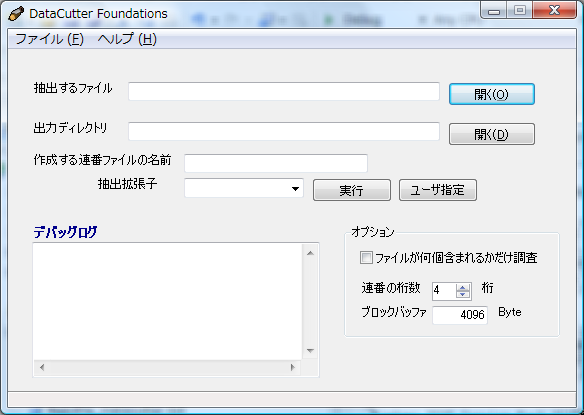 DataCutter Foundations
ファイル (F) ヘルプ (H)
抽出するファイル 開く(O)
出力ディレクトリ 開く(D)
作成する連番ファイルの名前
抽出拡張子 実行 ユーザ指定
デバッグログ
オプション
ファイルが何個含まれるかだけ調査
連番の桁数 4 桁
ブロックバッファ 4096 Byte